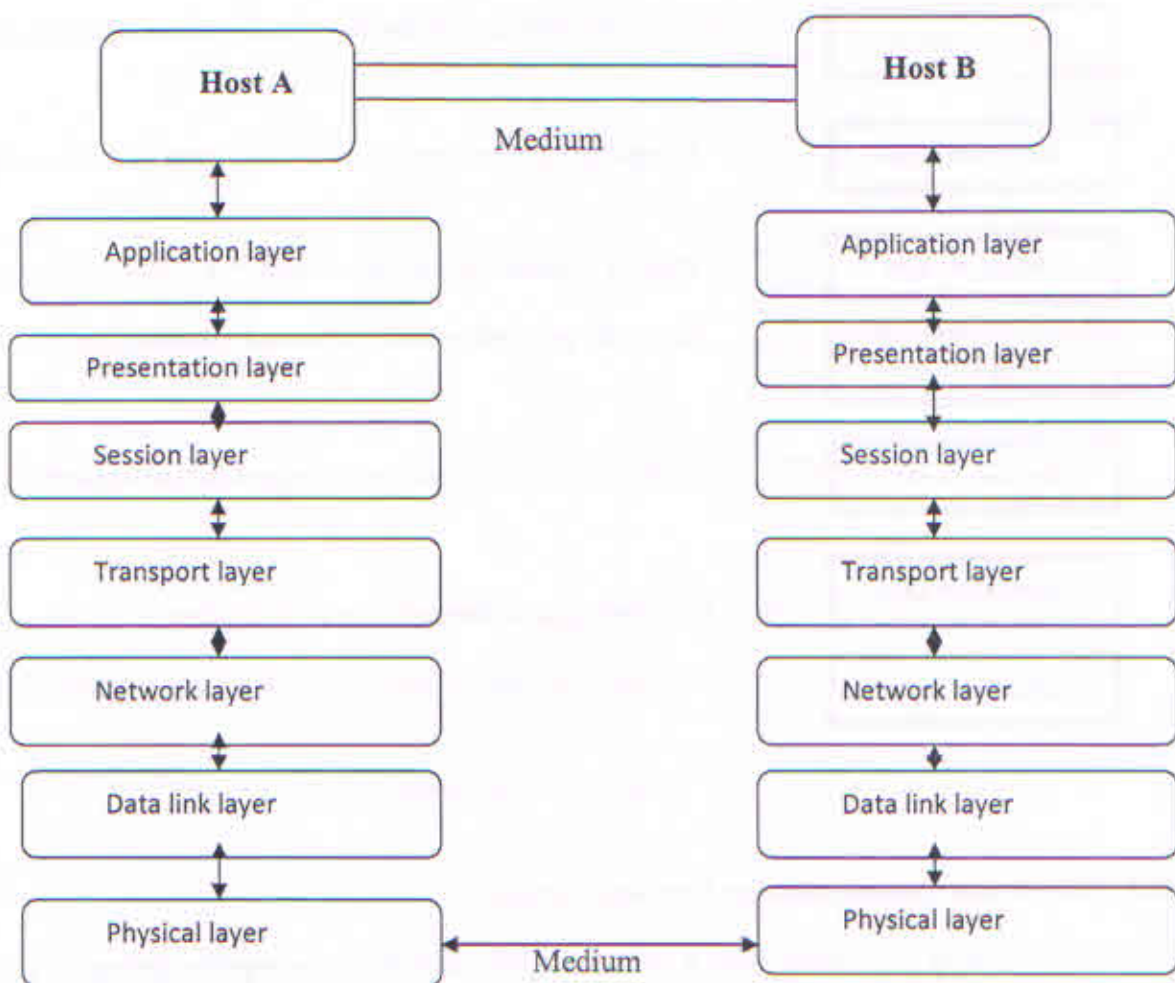 Host A
Host B
Medium
Application layer
Application layer
Presentation layer
Presentation layer
Session layer
Session layer
Transport layer
Transport layer
Network layer
Network layer
Data link layer
Data link layer
Physical layer
Physical layer
Medium